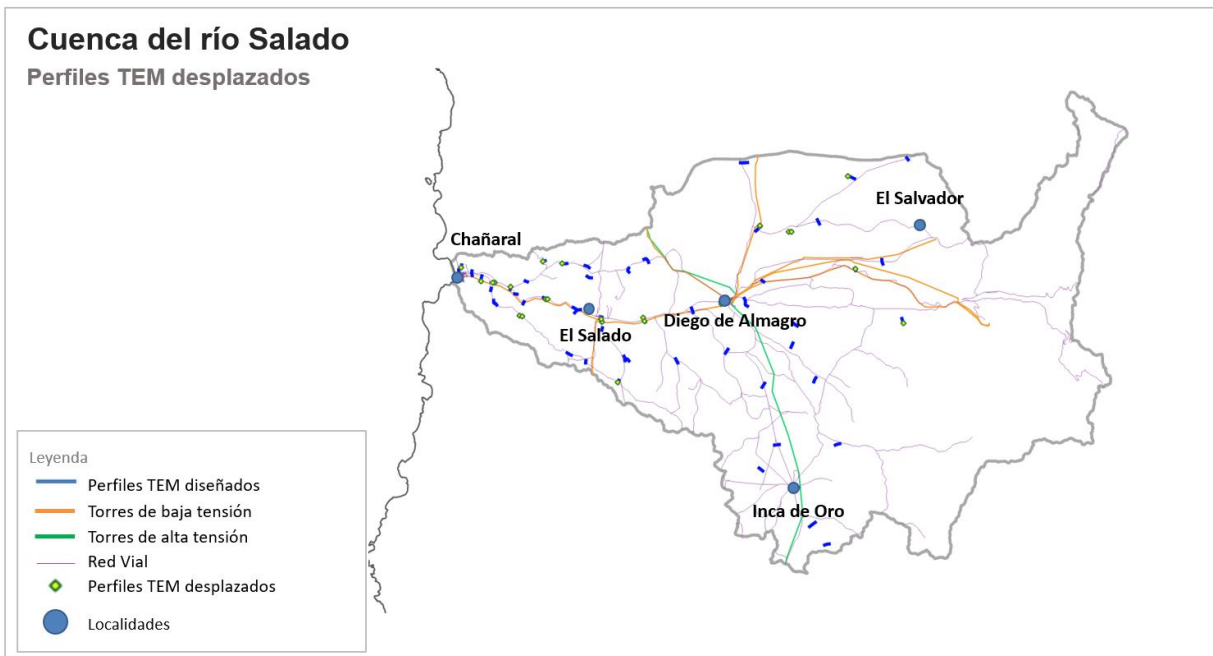 Cuenca del río Salado
Perfiles TEM desplazados
El Salvador
Chañaral
El Salado
Diego de Almagro
Inca de Oro
Leyenda
Perfiles TEM diseñados
Torres de baja tensión
Torres de alta tensión
Red Vial
Perfiles TEM desplazados
Localidades